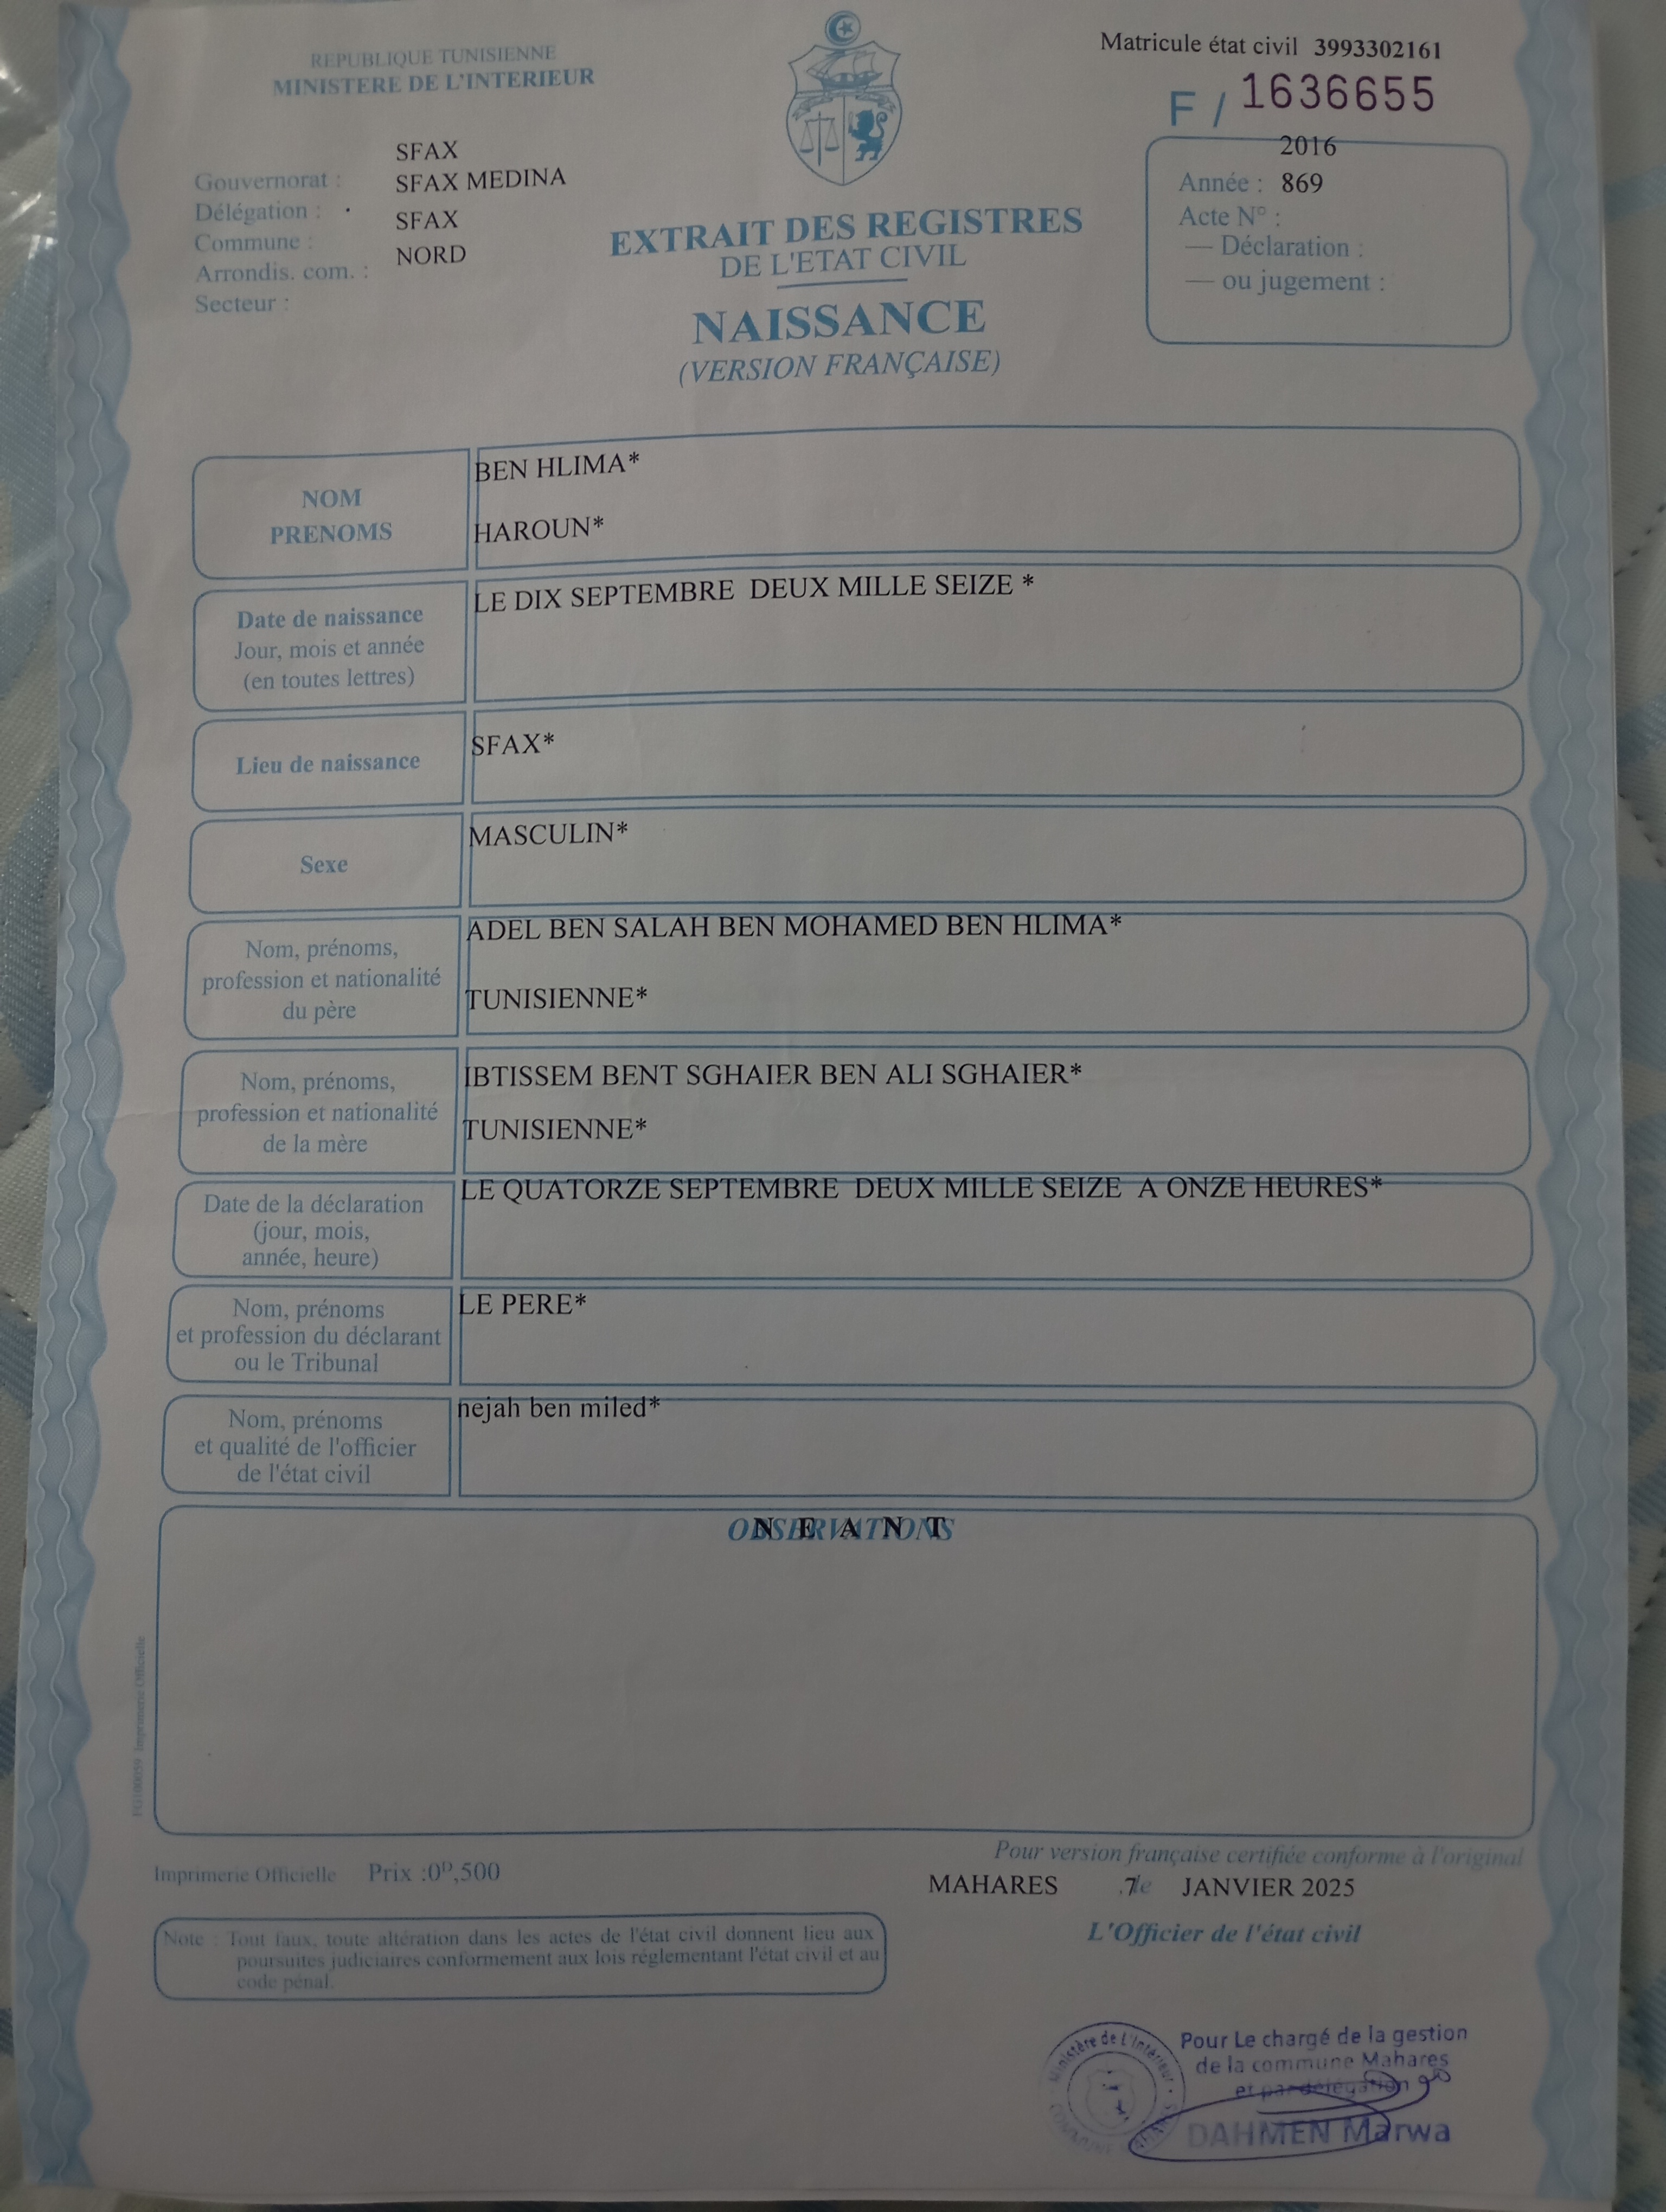 REPUBLIQUE TUNISIENNE
MINISTERE DE L'INTERIEUR
Matricule état civil 3993302161
F / 1636655
SFAX
Gouvernorat : SFAX MEDINA
Délégation : SFAX
Commune : NORD
Arrondis. com. :
Secteur :
2016
Année : 869
Acte N° :
— Déclaration :
— ou jugement :
EXTRAIT DES REGISTRES
DE L'ETAT CIVIL
NAISSANCE
(VERSION FRANÇAISE)
NOM
PRENOMS
BEN HLIMA*
HAROUN*
Date de naissance
Jour, mois et année
(en toutes lettres)
LE DIX SEPTEMBRE DEUX MILLE SEIZE *
Lieu de naissance
SFAX*
Sexe
MASCULIN*
Nom, prénoms,
profession et nationalité
du père
ADEL BEN SALAH BEN MOHAMED BEN HLIMA*
TUNISIENNE*
Nom, prénoms,
profession et nationalité
de la mère
IBTISSEM BENT SGHAIER BEN ALI SGHAIER*
TUNISIENNE*
Date de la déclaration
(jour, mois,
année, heure)
LE QUATORZE SEPTEMBRE DEUX MILLE SEIZE A ONZE HEURES*
Nom, prénoms
et profession du déclarant
ou le Tribunal
LE PERE*
Nom, prénoms
et qualité de l'officier
de l'état civil
nejah ben miled*
OBSERVATIONS
N E A N T
Imprimerie Officielle
Imprimerie Officielle Prix :0ᴰ,500
Pour version française certifiée conforme à l'original
MAHARES 7 le JANVIER 2025
L'Officier de l'état civil
Note : Tout faux, toute altération dans les actes de l'état civil donnent lieu aux
poursuites judiciaires conformement aux lois réglementant l'état civil et au
code pénal.
Ministère de L'Intérieur
Pour Le chargé de la gestion
de la commune Mahares
et par délégation
DAHMEN Marwa